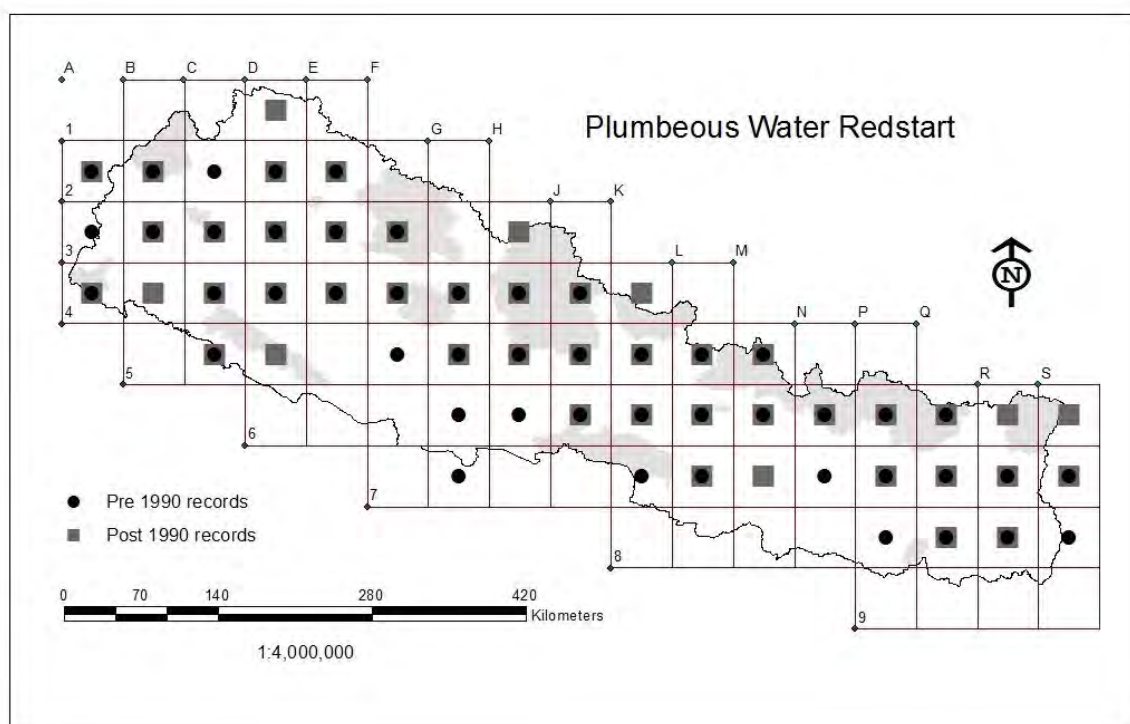 A B C D E F
1
G H
Plumbeous Water Redstart
2
J K
3
L M
N
4
N P Q
5
R S
6
7
Pre 1990 records
Post 1990 records
8
0 70 140 280 420
Kilometers
9
1:4,000,000